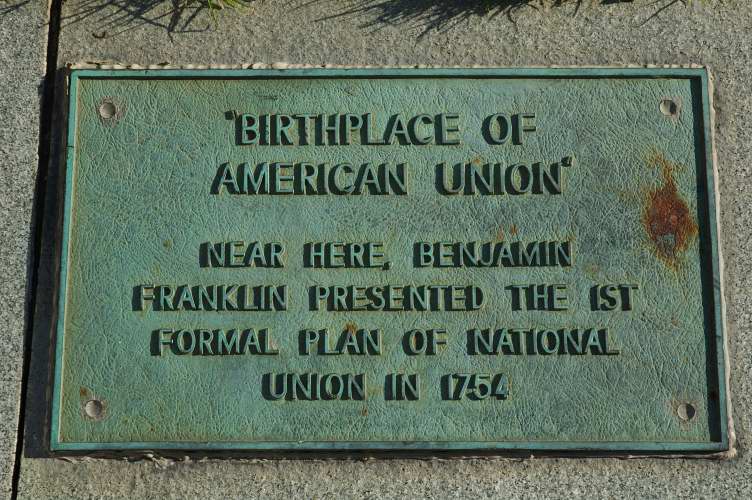 "BIRTHPLACE OF
AMERICAN UNION"
NEAR HERE, BENJAMIN
FRANKLIN PRESENTED THE 1ST
FORMAL PLAN OF NATIONAL
UNION IN 1754